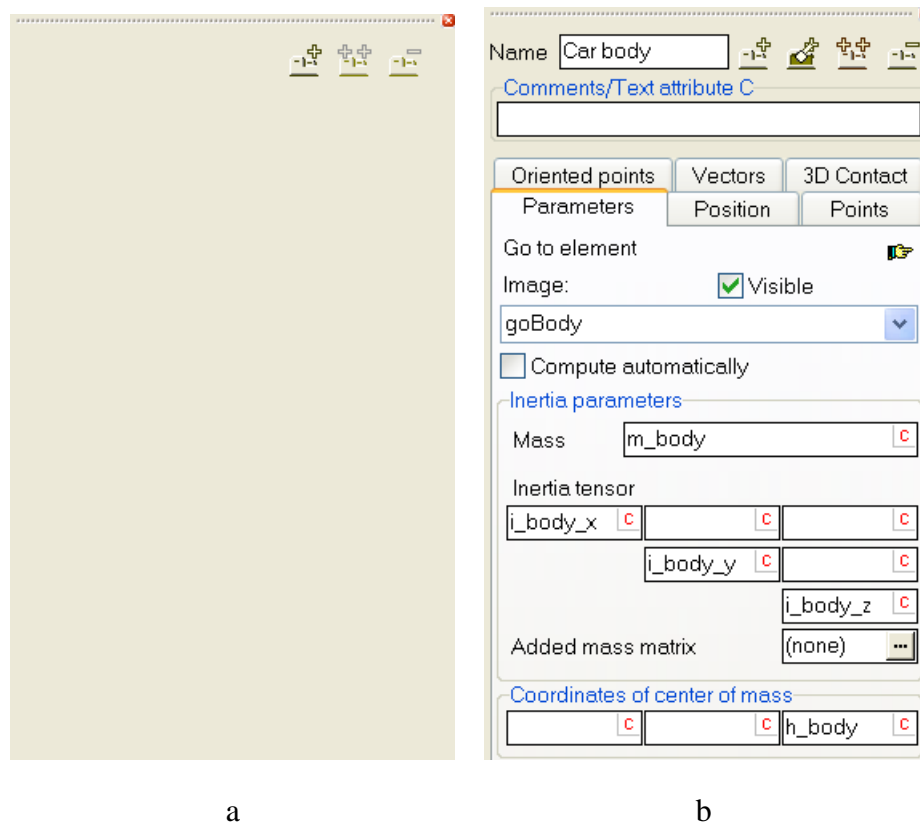 Name Car body
Comments/Text attribute C
Oriented points Vectors 3D Contact
Parameters Position Points
Go to element
Image: Visible
goBody
Compute automatically
Inertia parameters
Mass m_body C
Inertia tensor
i_body_x C C C
i_body_y C C
i_body_z C
Added mass matrix (none) ...
Coordinates of center of mass
C C h_body C
a b